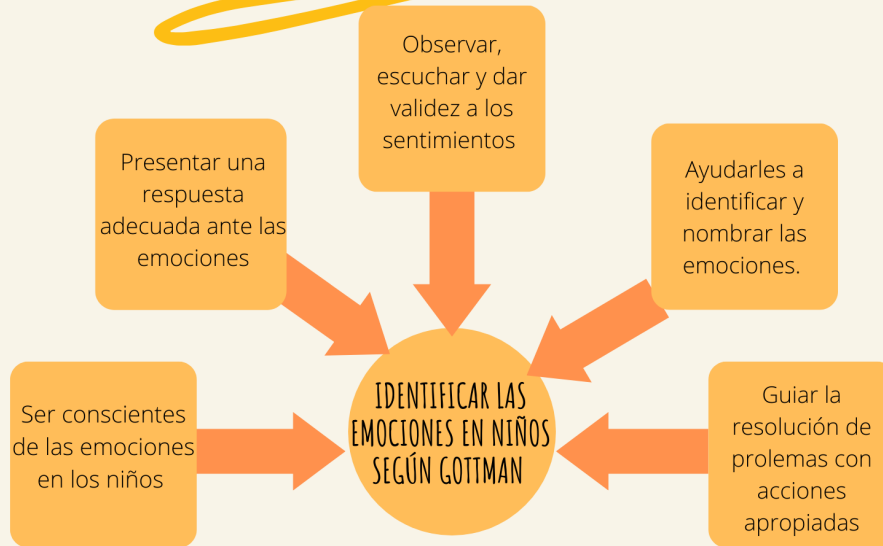 Observar,
escuchar y dar
validez a los
sentimientos
Presentar una
respuesta
adecuada ante las
emociones
Ayudarles a
identificar y
nombrar las
emociones.
Ser conscientes
de las emociones
en los niños
IDENTIFICAR LAS
EMOCIONES EN NIÑOS
SEGÚN GOTTMAN
Guiar la
resolución de
prolemas con
acciones
apropiadas